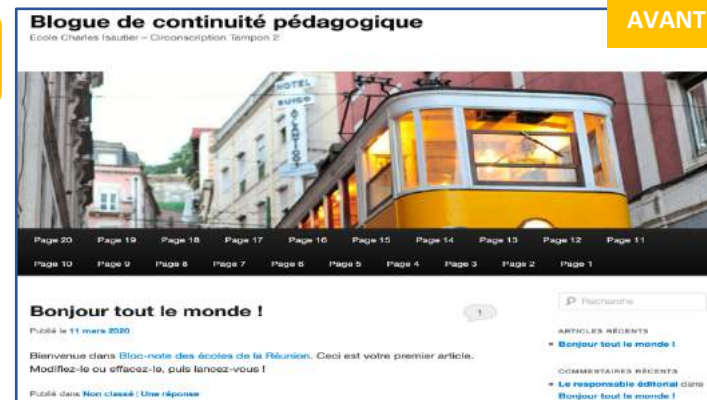 AVANT
Blogue de continuité pédagogique
Ecole Charles Isautier – Circonscription Tampon 2
HOTEL
SUISO
ATLANTICO
Page 20 Page 19 Page 18 Page 17 Page 16 Page 15 Page 14 Page 13 Page 12 Page 11
Page 10 Page 9 Page 8 Page 7 Page 6 Page 5 Page 4 Page 3 Page 2 Page 1
Bonjour tout le monde !
1
Publié le 11 mars 2020
Bienvenue dans Bloc-note des écoles de la Réunion. Ceci est votre premier article.
Modifiez-le ou effacez-le, puis lancez-vous !
Publié dans Non classé | Une réponse
Recherche
ARTICLES RÉCENTS
Bonjour tout le monde !
COMMENTAIRES RÉCENTS
Le responsable éditorial dans
Bonjour tout le monde !